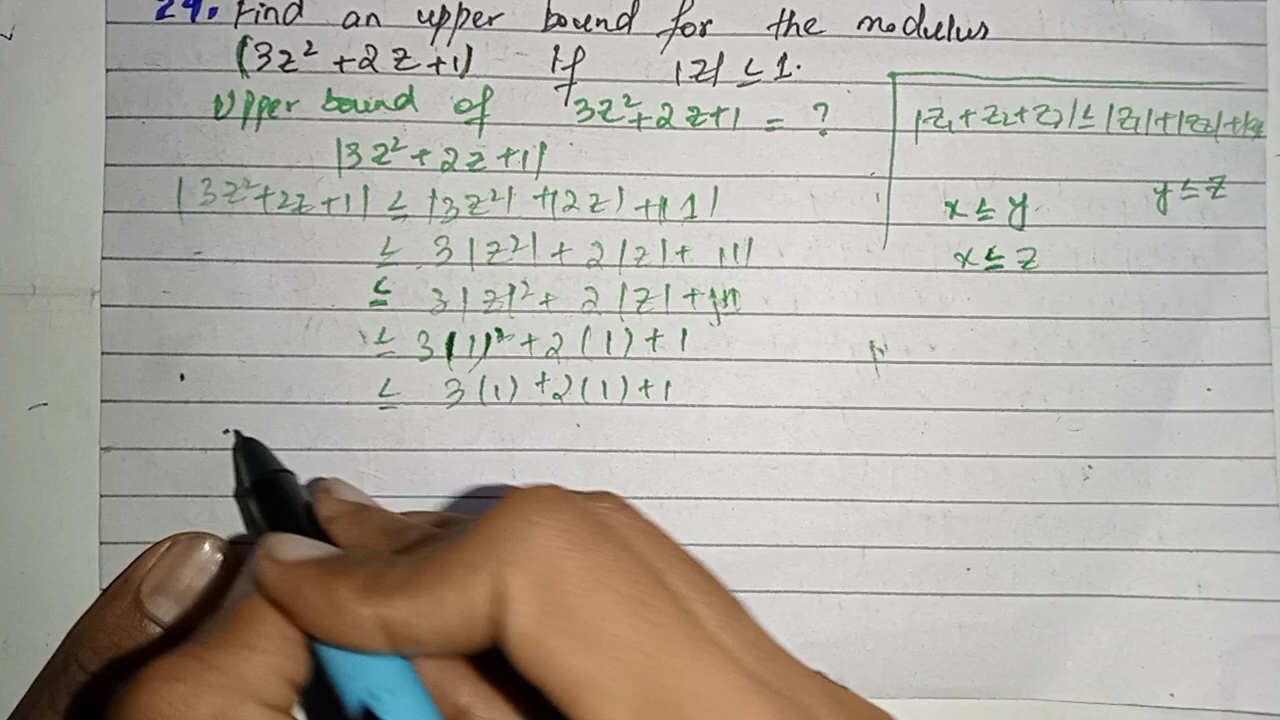 29. Find an upper bound for the modulus
(3z² + 2z + 1) If |z| ≤ 1.
Upper bound of 3z² + 2z + 1 = ?
|3z² + 2z + 1|
|3z² + 2z + 1| ≤ |3z²| + |2z| + |1|
≤ 3|z²| + 2|z| + |1|
≤ 3|z|² + 2|z| +
≤ 3(1)² + 2(1) + 1
≤ 3(1) + 2(1) + 1
|z₁ + z₂ + z₃| ≤ |z₁| + |z₂| +
x ≤ y y ≤ z
x ≤ z